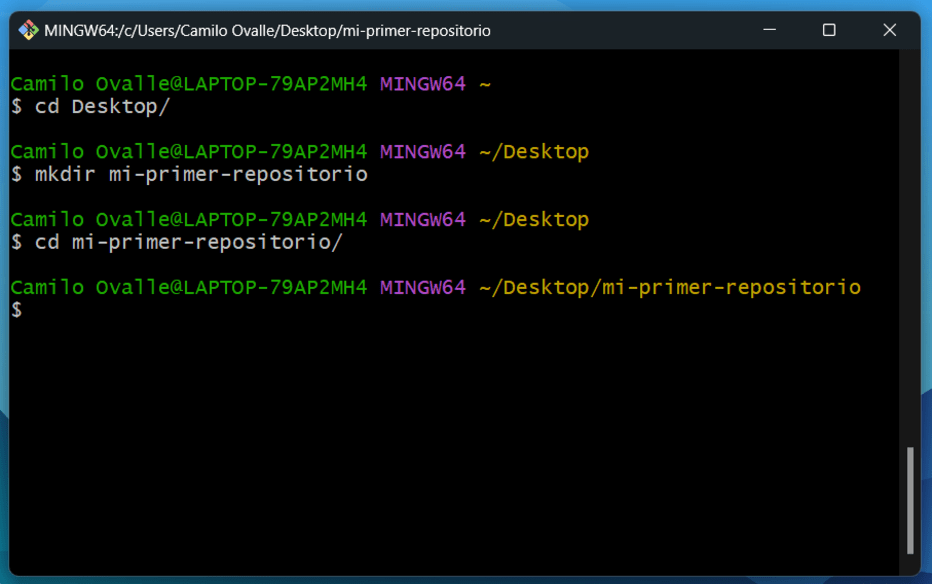 MINGW64:/c/Users/Camilo Ovalle/Desktop/mi-primer-repositorio
Camilo Ovalle@LAPTOP-79AP2MH4 MINGW64 ~
$ cd Desktop/
Camilo Ovalle@LAPTOP-79AP2MH4 MINGW64 ~/Desktop
$ mkdir mi-primer-repositorio
Camilo Ovalle@LAPTOP-79AP2MH4 MINGW64 ~/Desktop
$ cd mi-primer-repositorio/
Camilo Ovalle@LAPTOP-79AP2MH4 MINGW64 ~/Desktop/mi-primer-repositorio
$